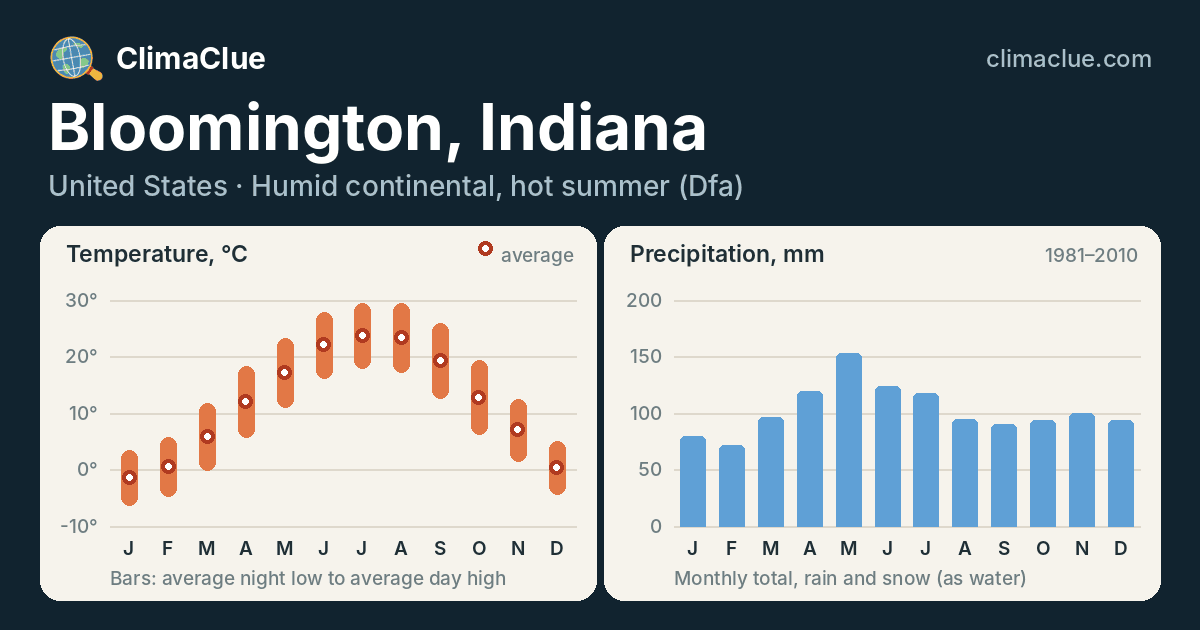 ClimaClue
climaclue.com
Bloomington, Indiana
United States · Humid continental, hot summer (Dfa)
Temperature, °C
average
30°
20°
10°
0°
-10°
J F M A M J J A S O N D
Bars: average night low to average day high
Precipitation, mm
1981–2010
200
150
100
50
0
J F M A M J J A S O N D
Monthly total, rain and snow (as water)